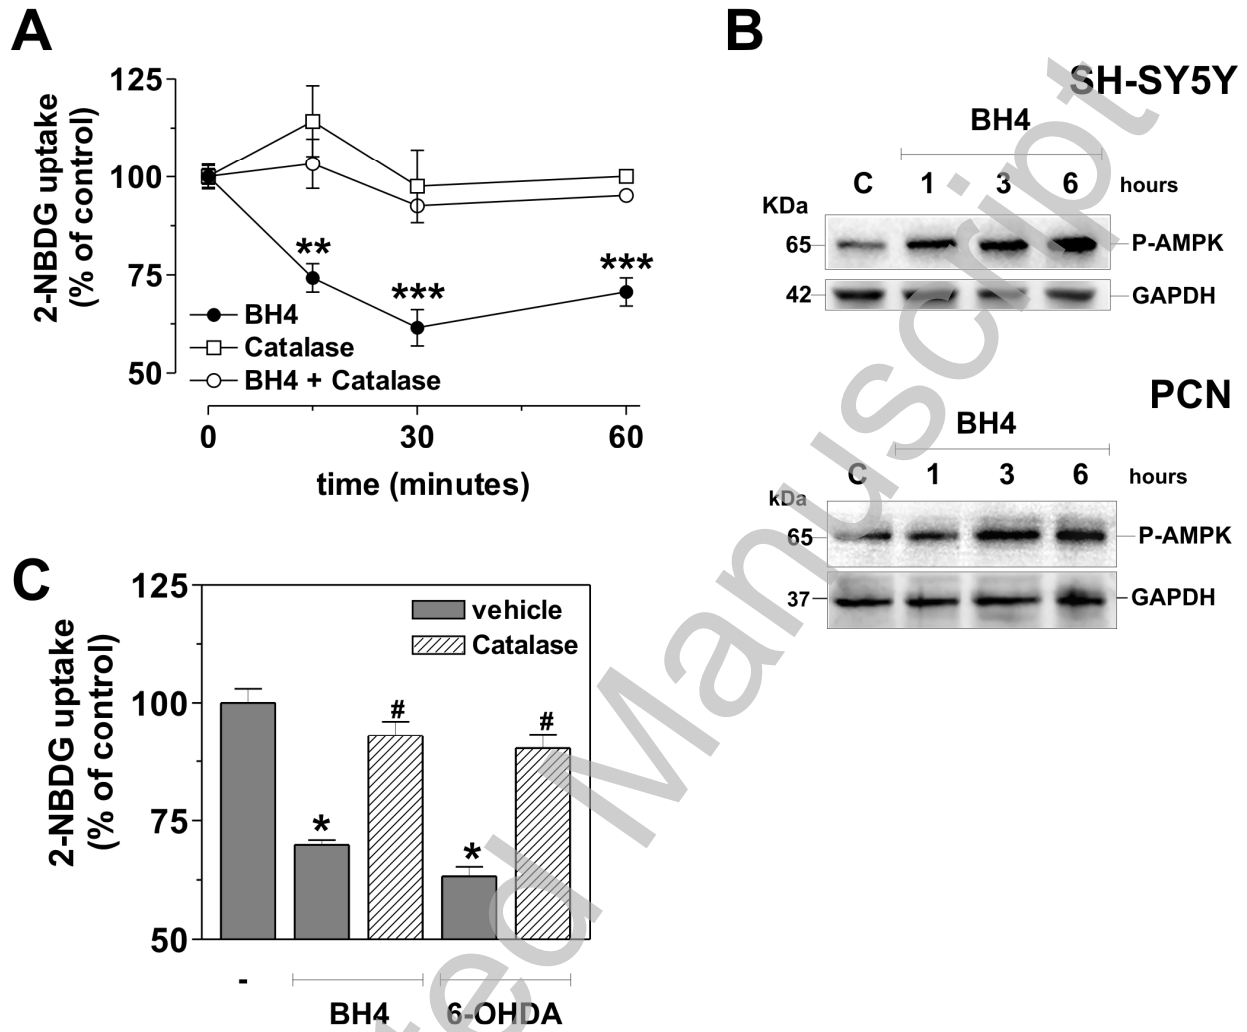 A
125
100
75
50
2-NBDG uptake
(% of control)
**
***
***
BH4
Catalase
BH4 + Catalase
0 30 60
time (minutes)
B
SH-SY5Y
BH4
C 1 3 6 hours
KDa
65 P-AMPK
42 GAPDH
PCN
BH4
C 1 3 6 hours
kDa
65 P-AMPK
37 GAPDH
C
125
100
75
50
2-NBDG uptake
(% of control)
vehicle
Catalase
* # * #
- BH4 6-OHDA
ted Manuscript